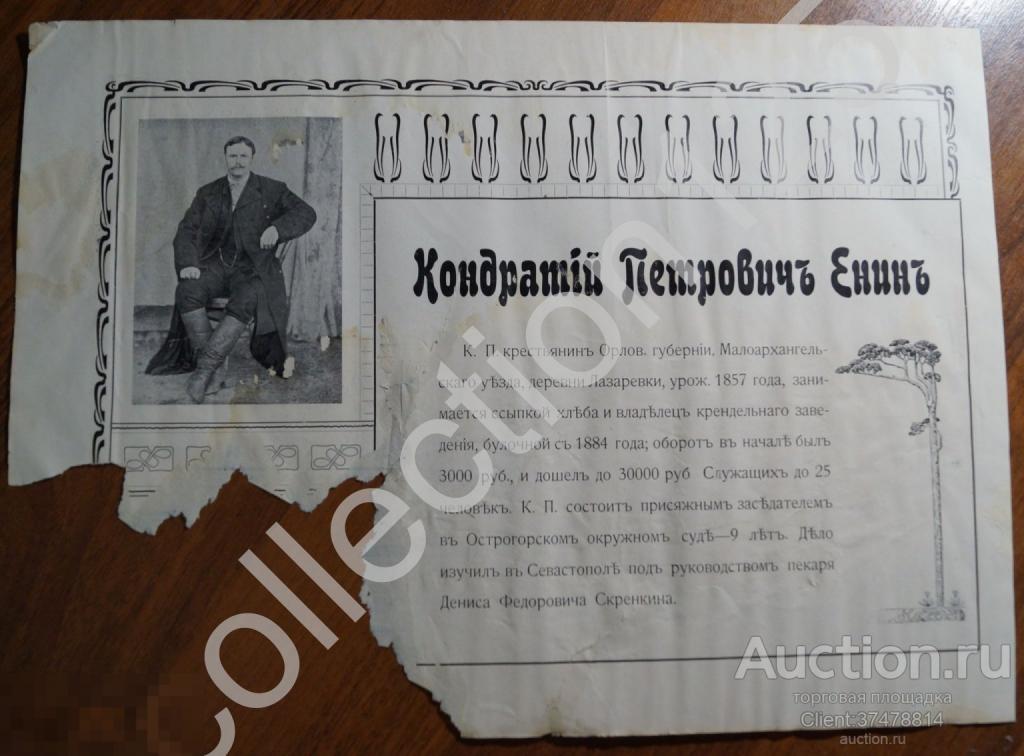 Кондратій Петровичъ Енинъ
К. П. крестьянинъ Орлов. губерніи, Малоархангель-
скаго уѣзда, деревни Лазаревки, урож. 1857 года, зани-
мается ссыпкой хлѣба и владѣлецъ крендельнаго заве-
денія, булочной съ 1884 года; оборотъ въ началѣ былъ
3000 руб., и дошелъ до 30000 руб Служащихъ до 25
человѣкъ. К. П. состоитъ присяжнымъ засѣдателемъ
въ Острогорскомъ окружномъ судѣ—9 лѣтъ. Дѣло
изучилъ въ Севастополѣ подъ руководствомъ пекаря
Дениса Федоровича Скренкина.
collection
Auction.ru
торговая площадка
Client:37478814
auction.ru